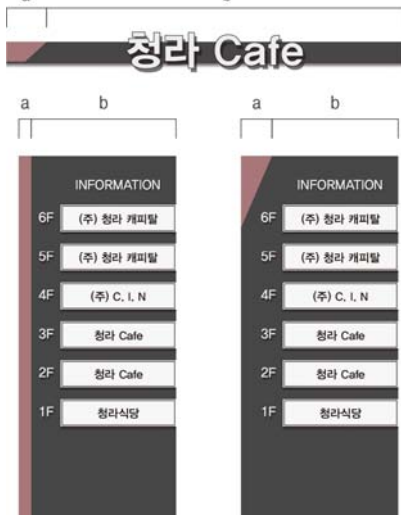 청라 Cafe
a b
a b
INFORMATION
6F (주) 청라 캐피탈
5F (주) 청라 캐피탈
4F (주) C. I. N
3F 청라 Cafe
2F 청라 Cafe
1F 청라식당
INFORMATION
6F (주) 청라 캐피탈
5F (주) 청라 캐피탈
4F (주) C. I. N
3F 청라 Cafe
2F 청라 Cafe
1F 청라식당